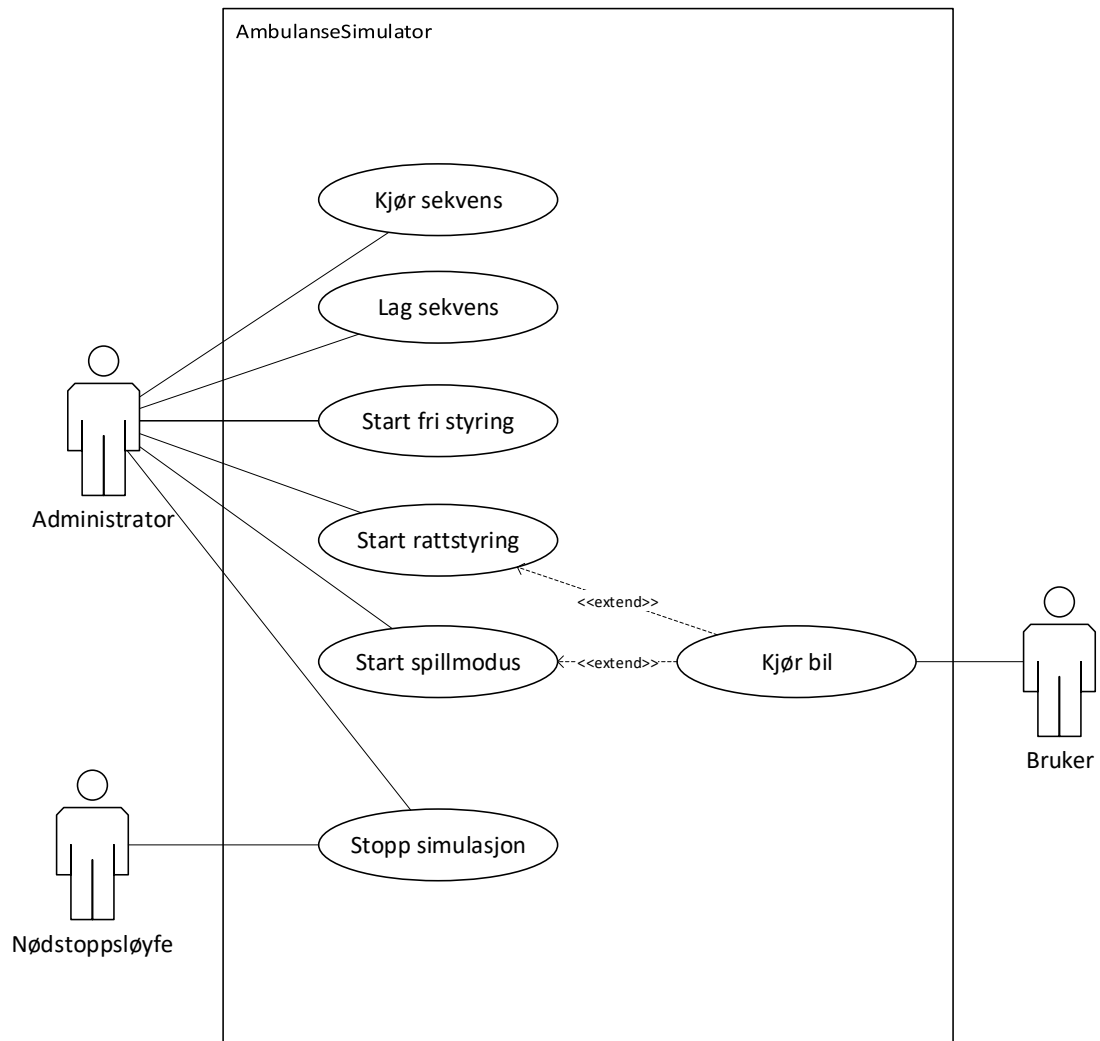 AmbulanseSimulator
Kjør sekvens
Lag sekvens
Start fri styring
Administrator
Start rattstyring
<<extend>>
Start spillmodus
<<extend>>
Kjør bil
Bruker
Stopp simulasjon
Nødstoppsløyfe